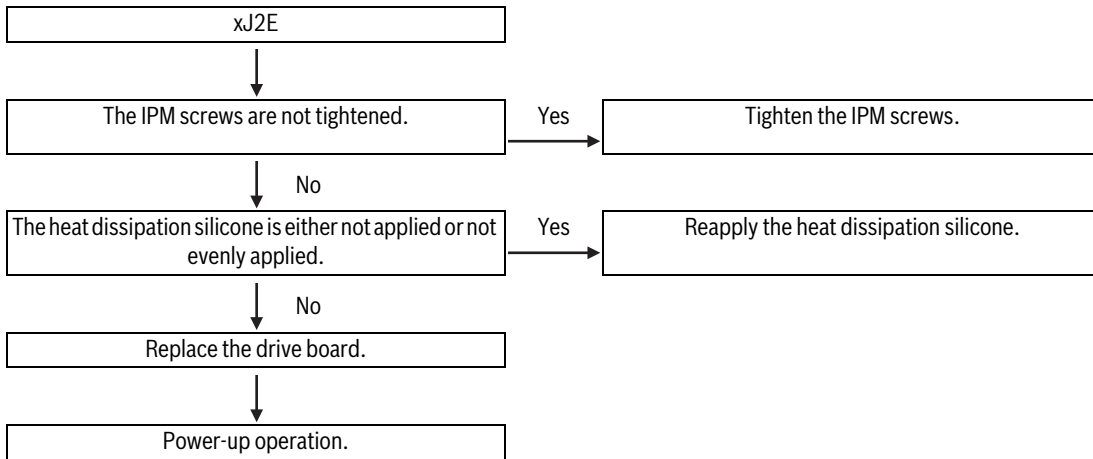 xJ2E
The IPM screws are not tightened.
Yes
Tighten the IPM screws.
No
The heat dissipation silicone is either not applied or not
evenly applied.
Yes
Reapply the heat dissipation silicone.
No
Replace the drive board.
Power-up operation.